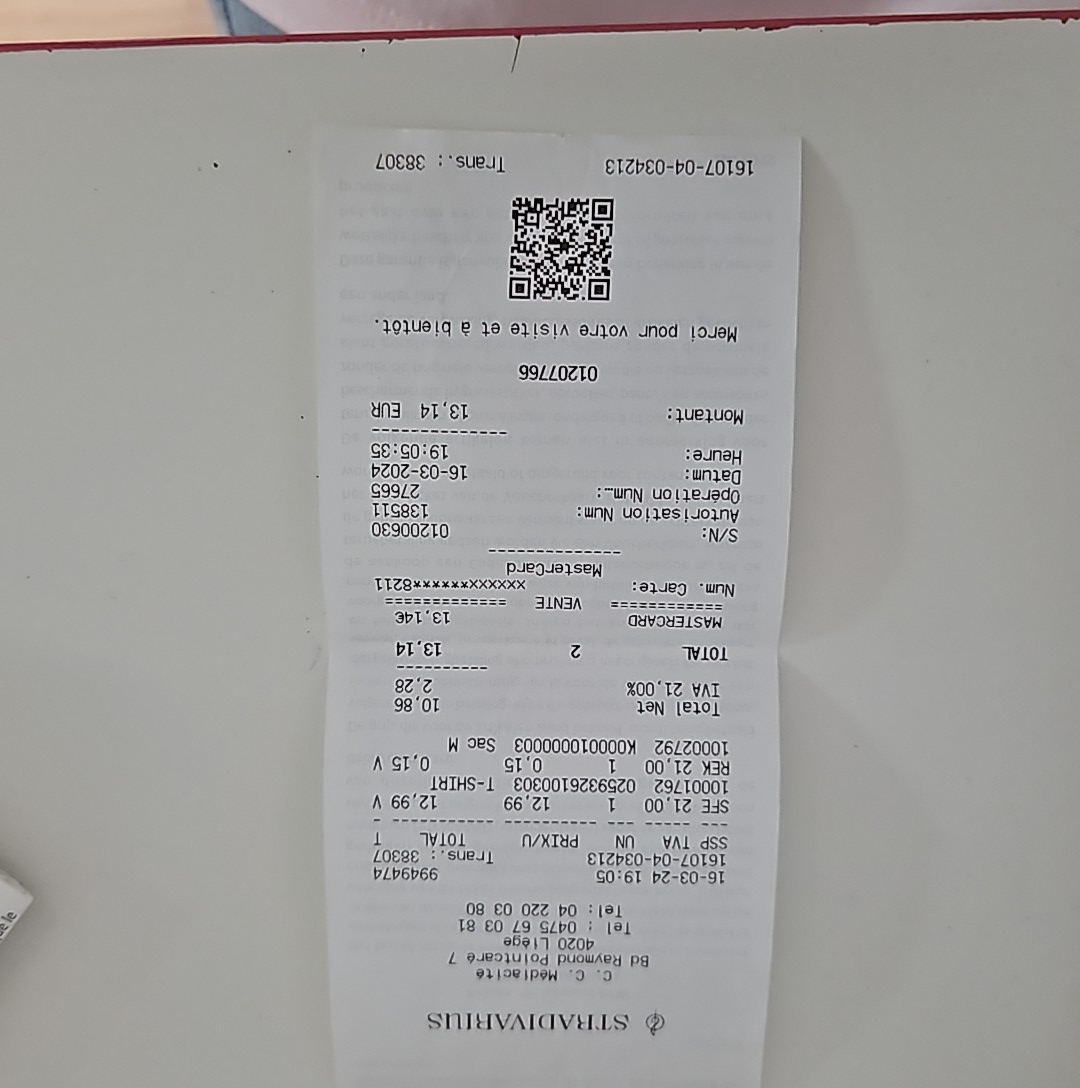 STRADIVARIUS
C. C. Médiacité
Bd Raymond Pointcaré 7
4020 Liège
Tel : 0475 67 03 81
Tel: 04 220 03 80
16-03-24 19:05 9949474
16107-04-034213 Trans.: 38307
SSP TVA UN PRIX/U TOTAL T
--- ----- --- ---------- ---------- -
SFE 21,00 1 12,99 12,99 V
10001762 0259326100303 T-SHIRT
REK 21,00 1 0,15 0,15 V
10002792 K000010000003 Sac M
Total Net 10,86
IVA 21,00% 2,28
----------
TOTAL 2 13,14
MASTERCARD 13,14€
============ VENTE =============
Num. Carte: xxxxxx******8211
MasterCard
--------------
S/N: 01200630
Autorisation Num: 138511
Opération Num…: 27665
Datum: 16-03-2024
Heure: 19:05:35
--------------
Montant: 13,14 EUR
01207766
Merci pour votre visite et à bientôt.
16107-04-034213 Trans.: 38307